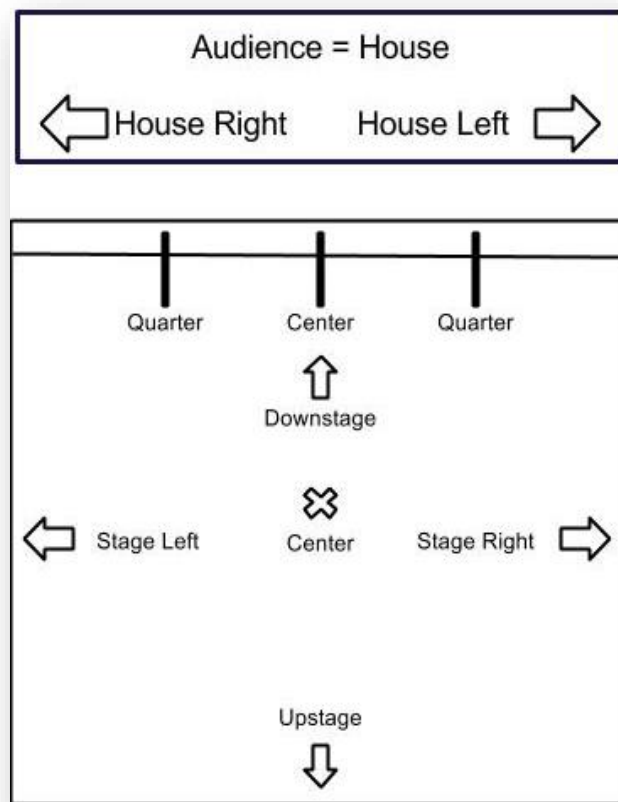 Audience = House
House Right House Left
Quarter Center Quarter
Downstage
Stage Left Center Stage Right
Upstage